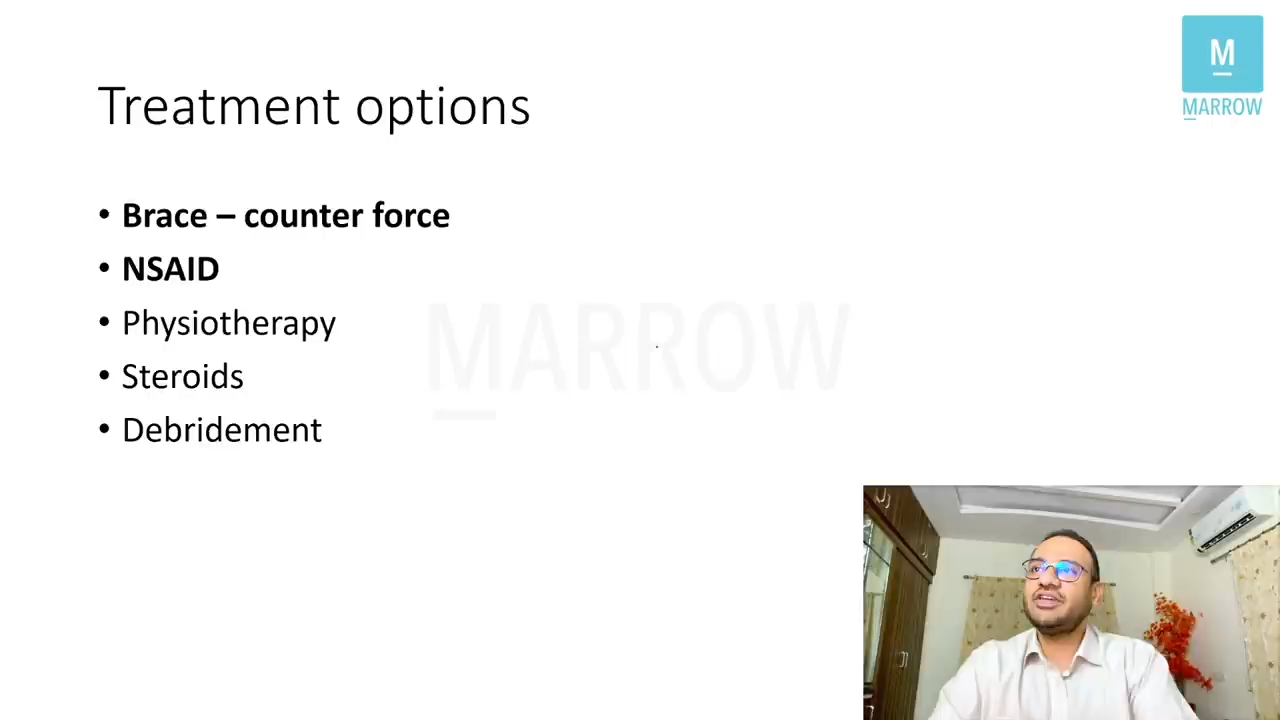 M
MARROW
Treatment options
• Brace – counter force
• NSAID
• Physiotherapy
• Steroids
• Debridement
MARROW